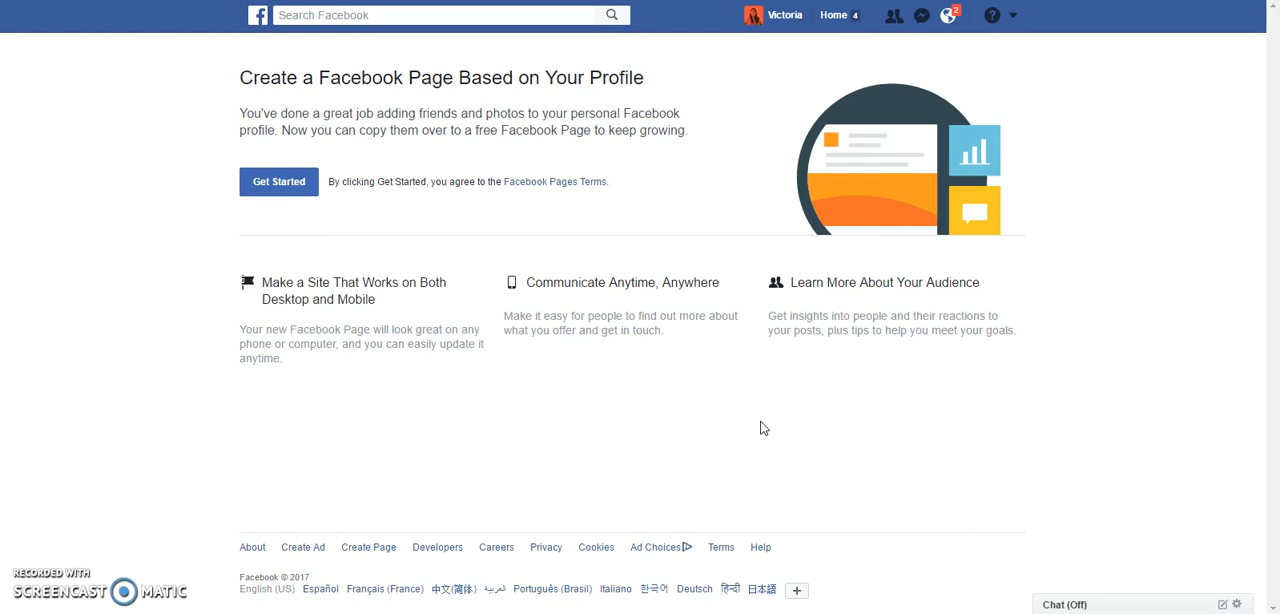 f Search Facebook Victoria Home 4 2 ?
Create a Facebook Page Based on Your Profile
You've done a great job adding friends and photos to your personal Facebook
profile. Now you can copy them over to a free Facebook Page to keep growing.
Get Started By clicking Get Started, you agree to the Facebook Pages Terms.
Make a Site That Works on Both
Desktop and Mobile
Your new Facebook Page will look great on any
phone or computer, and you can easily update it
anytime.
Communicate Anytime, Anywhere
Make it easy for people to find out more about
what you offer and get in touch.
Learn More About Your Audience
Get insights into people and their reactions to
your posts, plus tips to help you meet your goals.
About Create Ad Create Page Developers Careers Privacy Cookies Ad Choices Terms Help
Facebook © 2017
English (US) Español Français (France) 中文(简体) العربية Português (Brasil) Italiano 한국어 Deutsch हिन्दी 日本語 +
RECORDED WITH
SCREENCAST MATIC
Chat (Off)